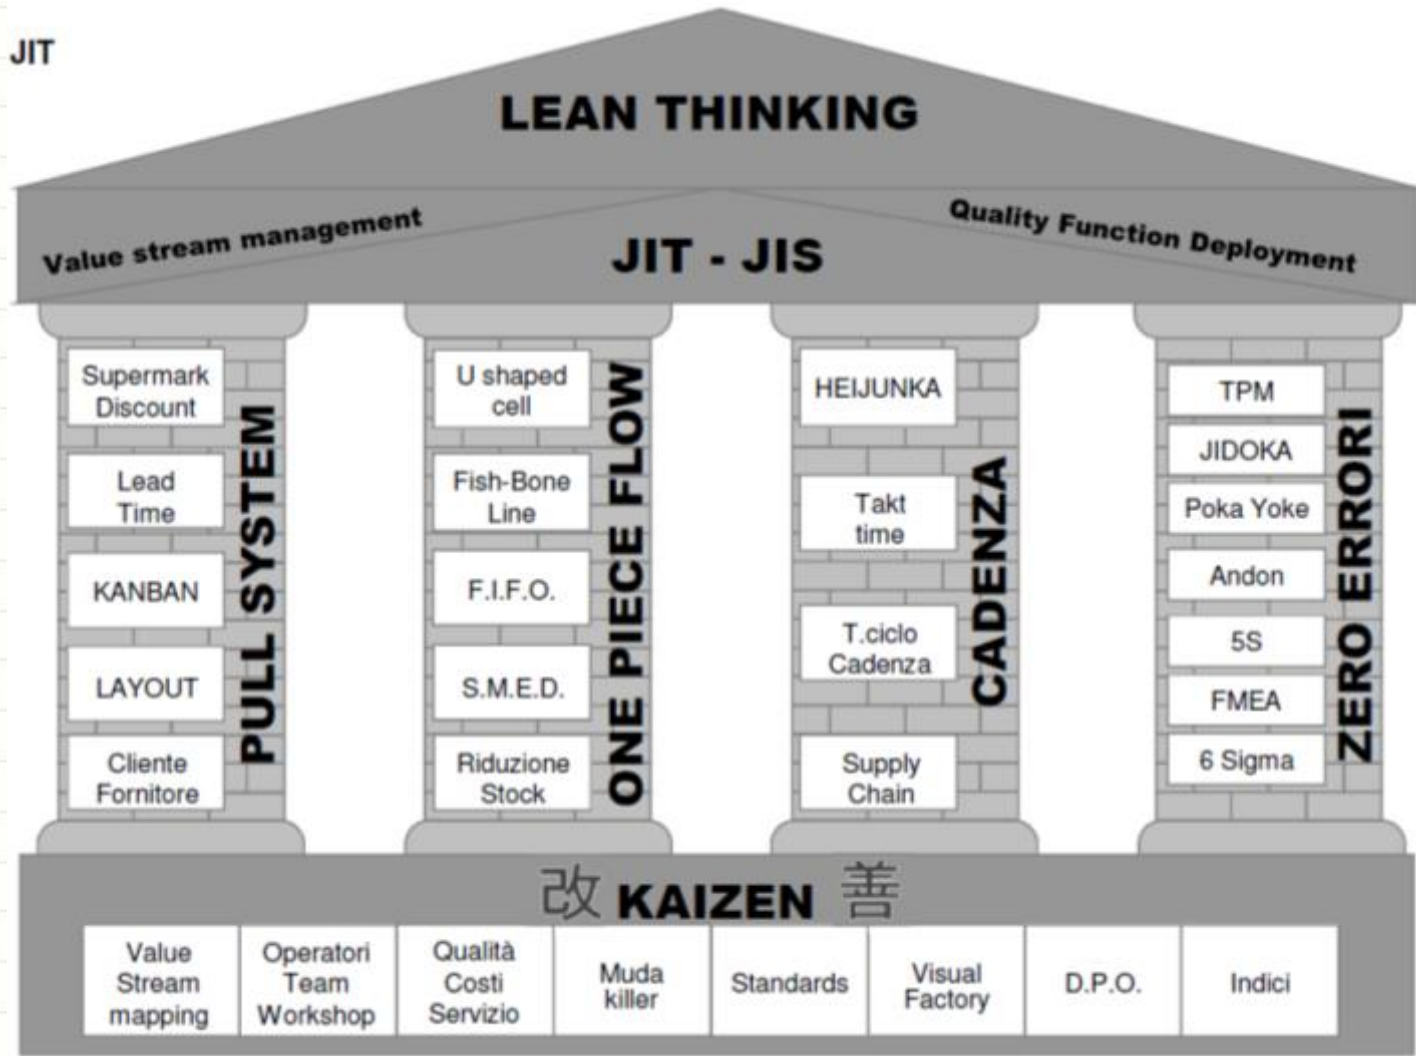 JIT
LEAN THINKING
Value stream management
Quality Function Deployment
JIT - JIS
Supermark
Discount
Lead
Time
KANBAN
LAYOUT
Cliente
Fornitore
PULL SYSTEM
U shaped
cell
Fish-Bone
Line
F.I.F.O.
S.M.E.D.
Riduzione
Stock
ONE PIECE FLOW
HEIJUNKA
Takt
time
T.ciclo
Cadenza
Supply
Chain
CADENZA
TPM
JIDOKA
Poka Yoke
Andon
5S
FMEA
6 Sigma
ZERO ERRORI
改 KAIZEN 善
Value
Stream
mapping
Operatori
Team
Workshop
Qualità
Costi
Servizio
Muda
killer
Standards
Visual
Factory
D.P.O.
Indici